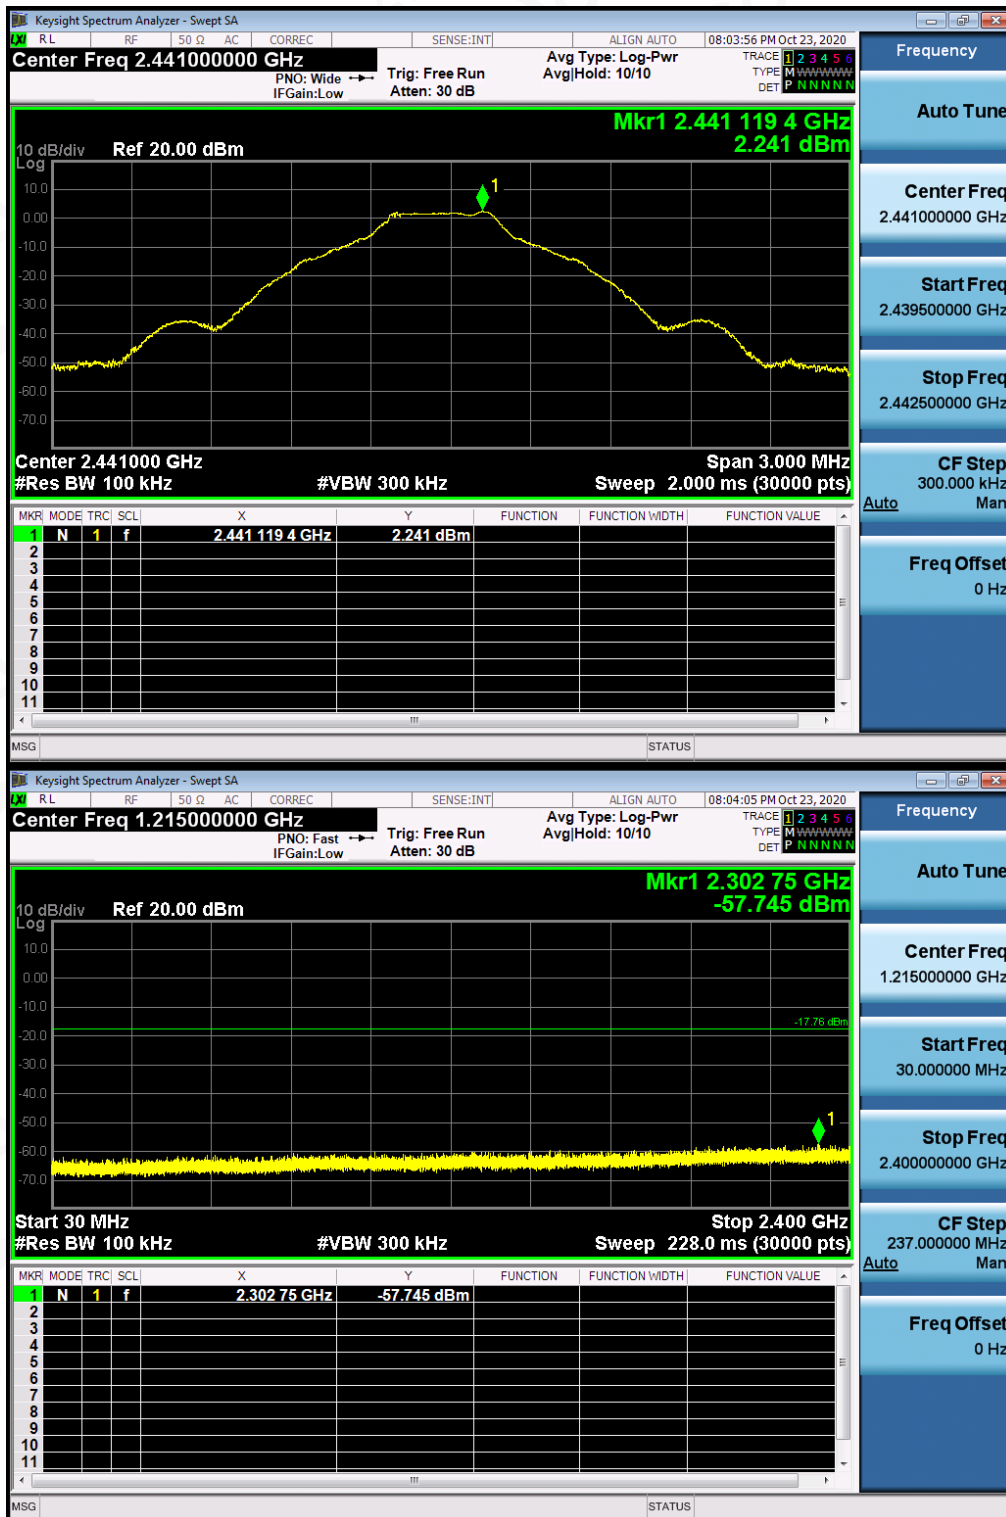 Keysight Spectrum Analyzer - Swept SA
LXI RL RF 50 Ω AC CORREC SENSE:INT ALIGN AUTO 08:03:56 PM Oct 23, 2020
Center Freq 2.441000000 GHz
PNO: Wide
IFGain:Low
Trig: Free Run
Atten: 30 dB
Avg Type: Log-Pwr
Avg|Hold: 10/10
TRACE 1 2 3 4 5 6
TYPE M WWWWW
DET P N N N N N
Mkr1 2.441 119 4 GHz
2.241 dBm
10 dB/div Ref 20.00 dBm
Log
10.0
0.00
-10.0
-20.0
-30.0
-40.0
-50.0
-60.0
-70.0
1
Center 2.441000 GHz Span 3.000 MHz
#Res BW 100 kHz #VBW 300 kHz Sweep 2.000 ms (30000 pts)
MKR MODE TRC SCL X Y FUNCTION FUNCTION WIDTH FUNCTION VALUE
1 N 1 f 2.441 119 4 GHz 2.241 dBm
2
3
4
5
6
7
8
9
10
11
MSG STATUS
Frequency
Auto Tune
Center Freq
2.441000000 GHz
Start Freq
2.439500000 GHz
Stop Freq
2.442500000 GHz
CF Step
300.000 kHz
Auto Man
Freq Offset
0 Hz
Keysight Spectrum Analyzer - Swept SA
LXI RL RF 50 Ω AC CORREC SENSE:INT ALIGN AUTO 08:04:05 PM Oct 23, 2020
Center Freq 1.215000000 GHz
PNO: Fast
IFGain:Low
Trig: Free Run
Atten: 30 dB
Avg Type: Log-Pwr
Avg|Hold: 10/10
TRACE 1 2 3 4 5 6
TYPE M WWWWW
DET P N N N N N
Mkr1 2.302 75 GHz
-57.745 dBm
10 dB/div Ref 20.00 dBm
Log
10.0
0.00
-10.0
-20.0
-30.0
-40.0
-50.0
-60.0
-70.0
-17.76 dBm
1
Start 30 MHz Stop 2.400 GHz
#Res BW 100 kHz #VBW 300 kHz Sweep 228.0 ms (30000 pts)
MKR MODE TRC SCL X Y FUNCTION FUNCTION WIDTH FUNCTION VALUE
1 N 1 f 2.302 75 GHz -57.745 dBm
2
3
4
5
6
7
8
9
10
11
MSG STATUS
Frequency
Auto Tune
Center Freq
1.215000000 GHz
Start Freq
30.000000 MHz
Stop Freq
2.400000000 GHz
CF Step
237.000000 MHz
Auto Man
Freq Offset
0 Hz